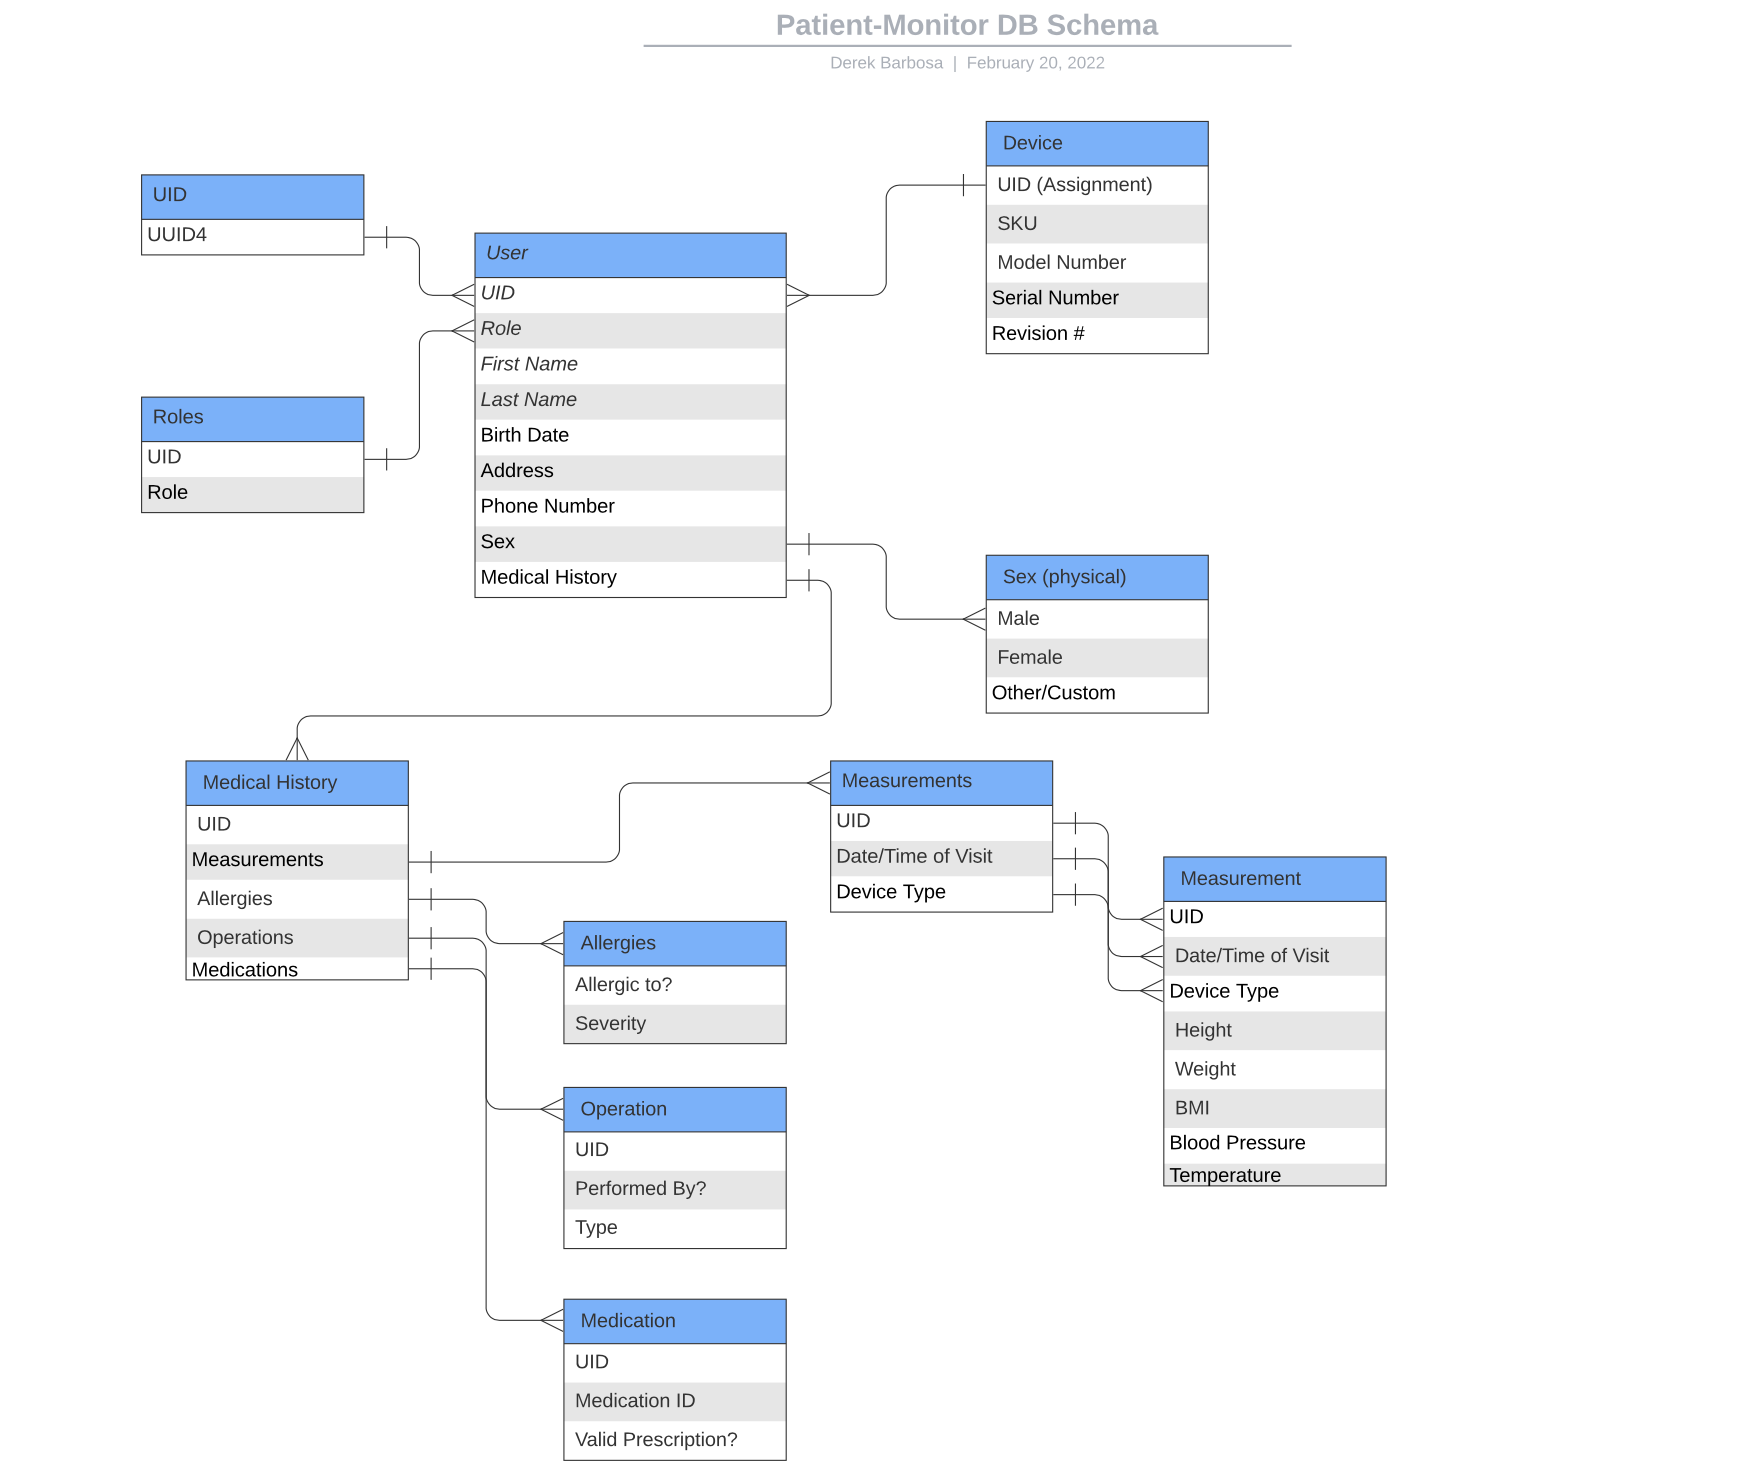 Patient-Monitor DB Schema
Derek Barbosa | February 20, 2022
UID
UUID4
Roles
UID
Role
User
UID
Role
First Name
Last Name
Birth Date
Address
Phone Number
Sex
Medical History
Device
UID (Assignment)
SKU
Model Number
Serial Number
Revision #
Sex (physical)
Male
Female
Other/Custom
Medical History
UID
Measurements
Allergies
Operations
Medications
Allergies
Allergic to?
Severity
Operation
UID
Performed By?
Type
Medication
UID
Medication ID
Valid Prescription?
Measurements
UID
Date/Time of Visit
Device Type
Measurement
UID
Date/Time of Visit
Device Type
Height
Weight
BMI
Blood Pressure
Temperature